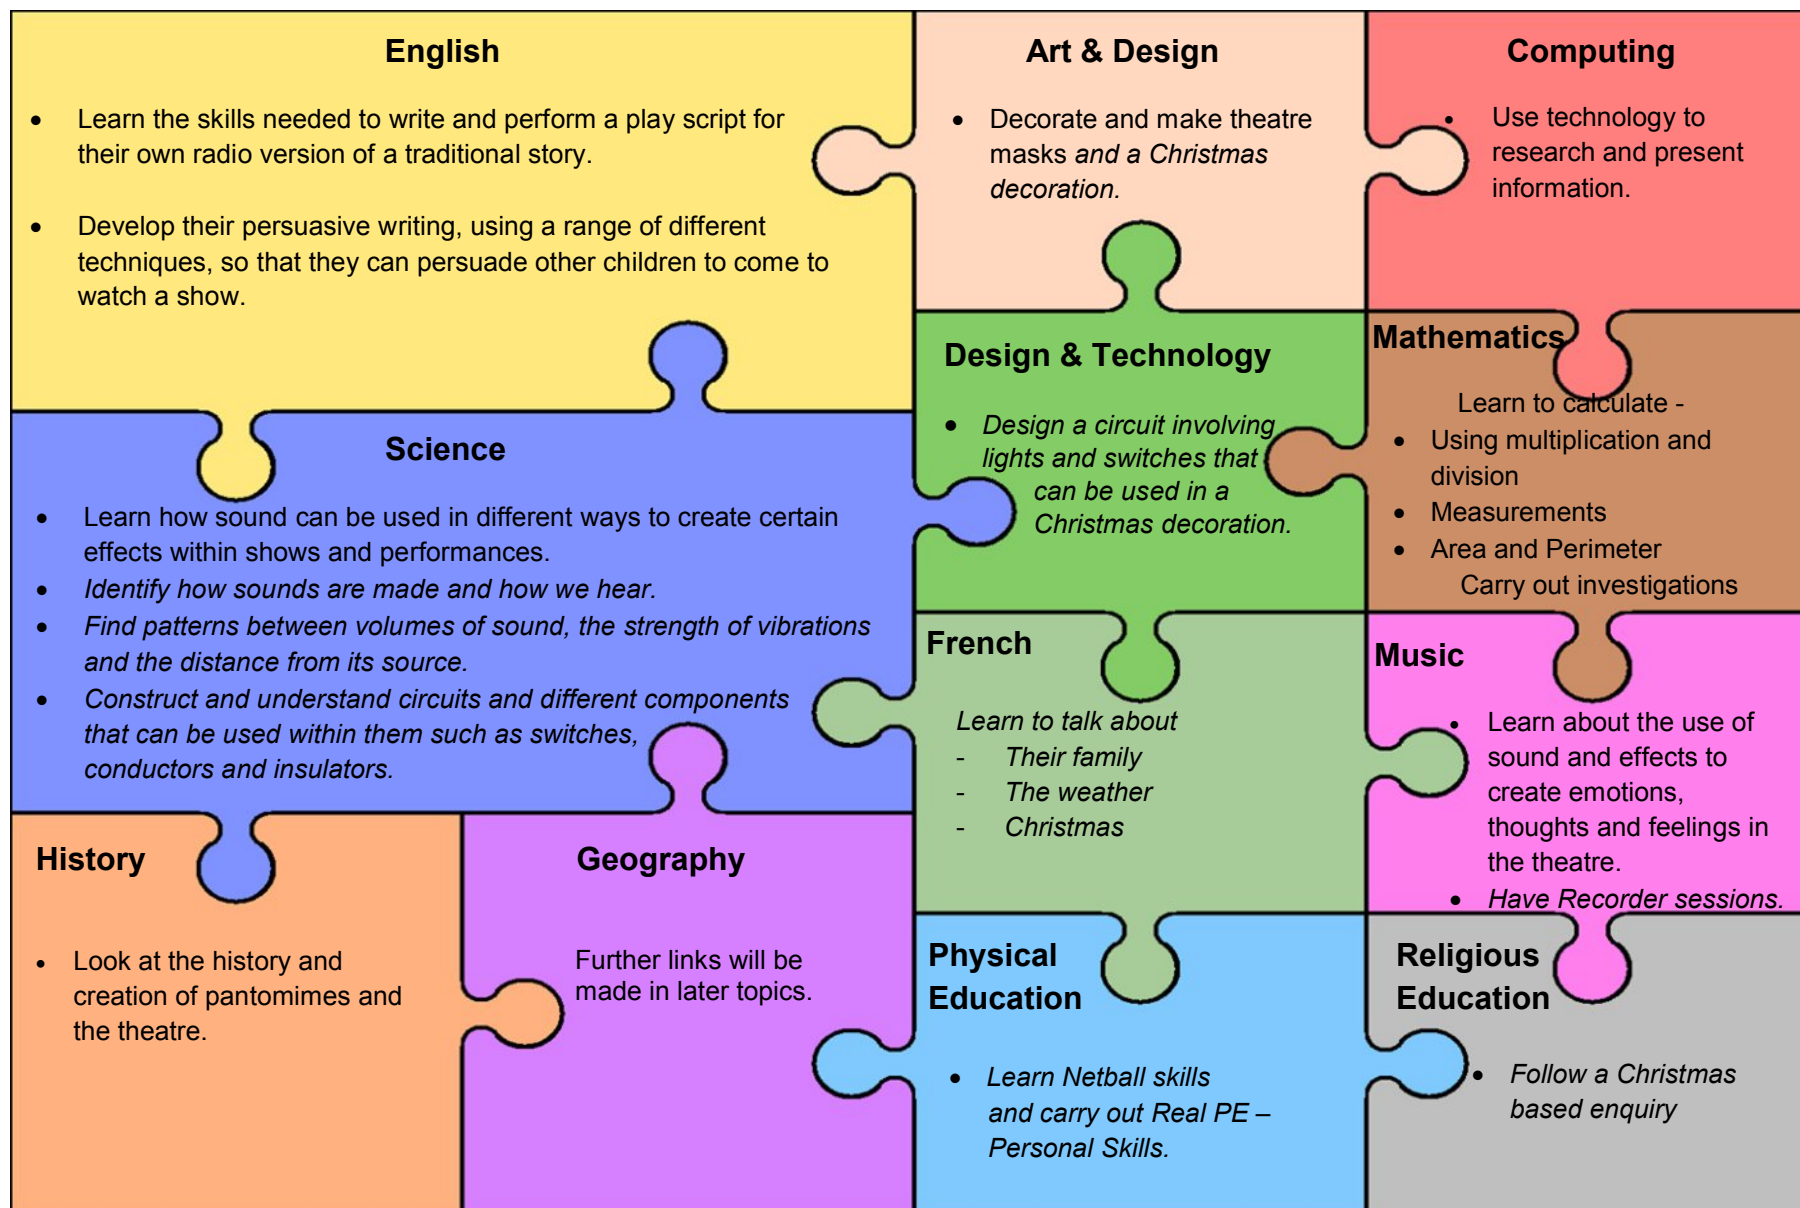 English
• Learn the skills needed to write and perform a play script for
their own radio version of a traditional story.
• Develop their persuasive writing, using a range of different
techniques, so that they can persuade other children to come to
watch a show.
Art & Design
• Decorate and make theatre
masks and a Christmas
decoration.
Computing
• Use technology to
research and present
information.
Science
• Learn how sound can be used in different ways to create certain
effects within shows and performances.
• Identify how sounds are made and how we hear.
• Find patterns between volumes of sound, the strength of vibrations
and the distance from its source.
• Construct and understand circuits and different components
that can be used within them such as switches,
conductors and insulators.
Design & Technology
• Design a circuit involving
lights and switches that
can be used in a
Christmas decoration.
Mathematics
Learn to calculate -
• Using multiplication and
division
• Measurements
• Area and Perimeter
Carry out investigations
French
Learn to talk about
- Their family
- The weather
- Christmas
Music
• Learn about the use of
sound and effects to
create emotions,
thoughts and feelings in
the theatre.
• Have Recorder sessions.
History
• Look at the history and
creation of pantomimes and
the theatre.
Geography
Further links will be
made in later topics.
Physical
Education
• Learn Netball skills
and carry out Real PE –
Personal Skills.
Religious
Education
• Follow a Christmas
based enquiry